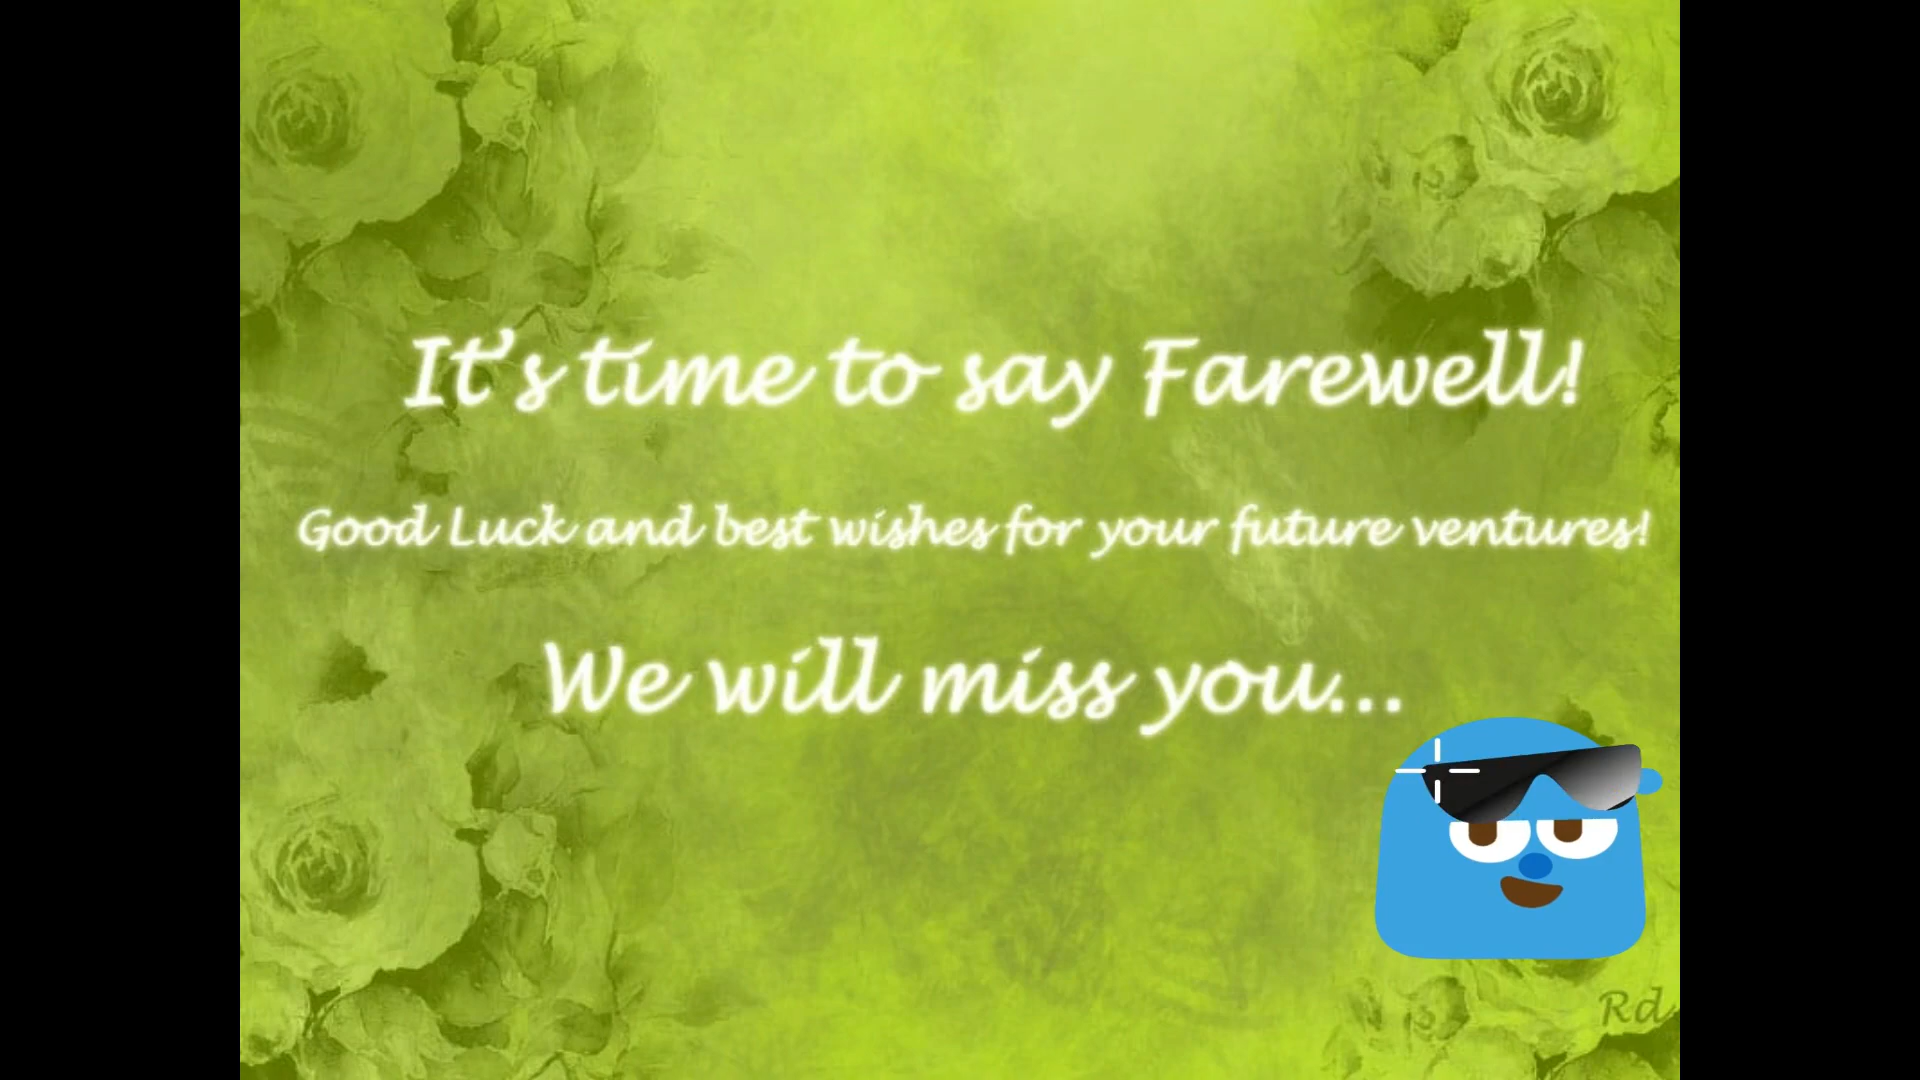 It's time to say Farewell!
Good Luck and best wishes for your future ventures!
We will miss you...
Rd